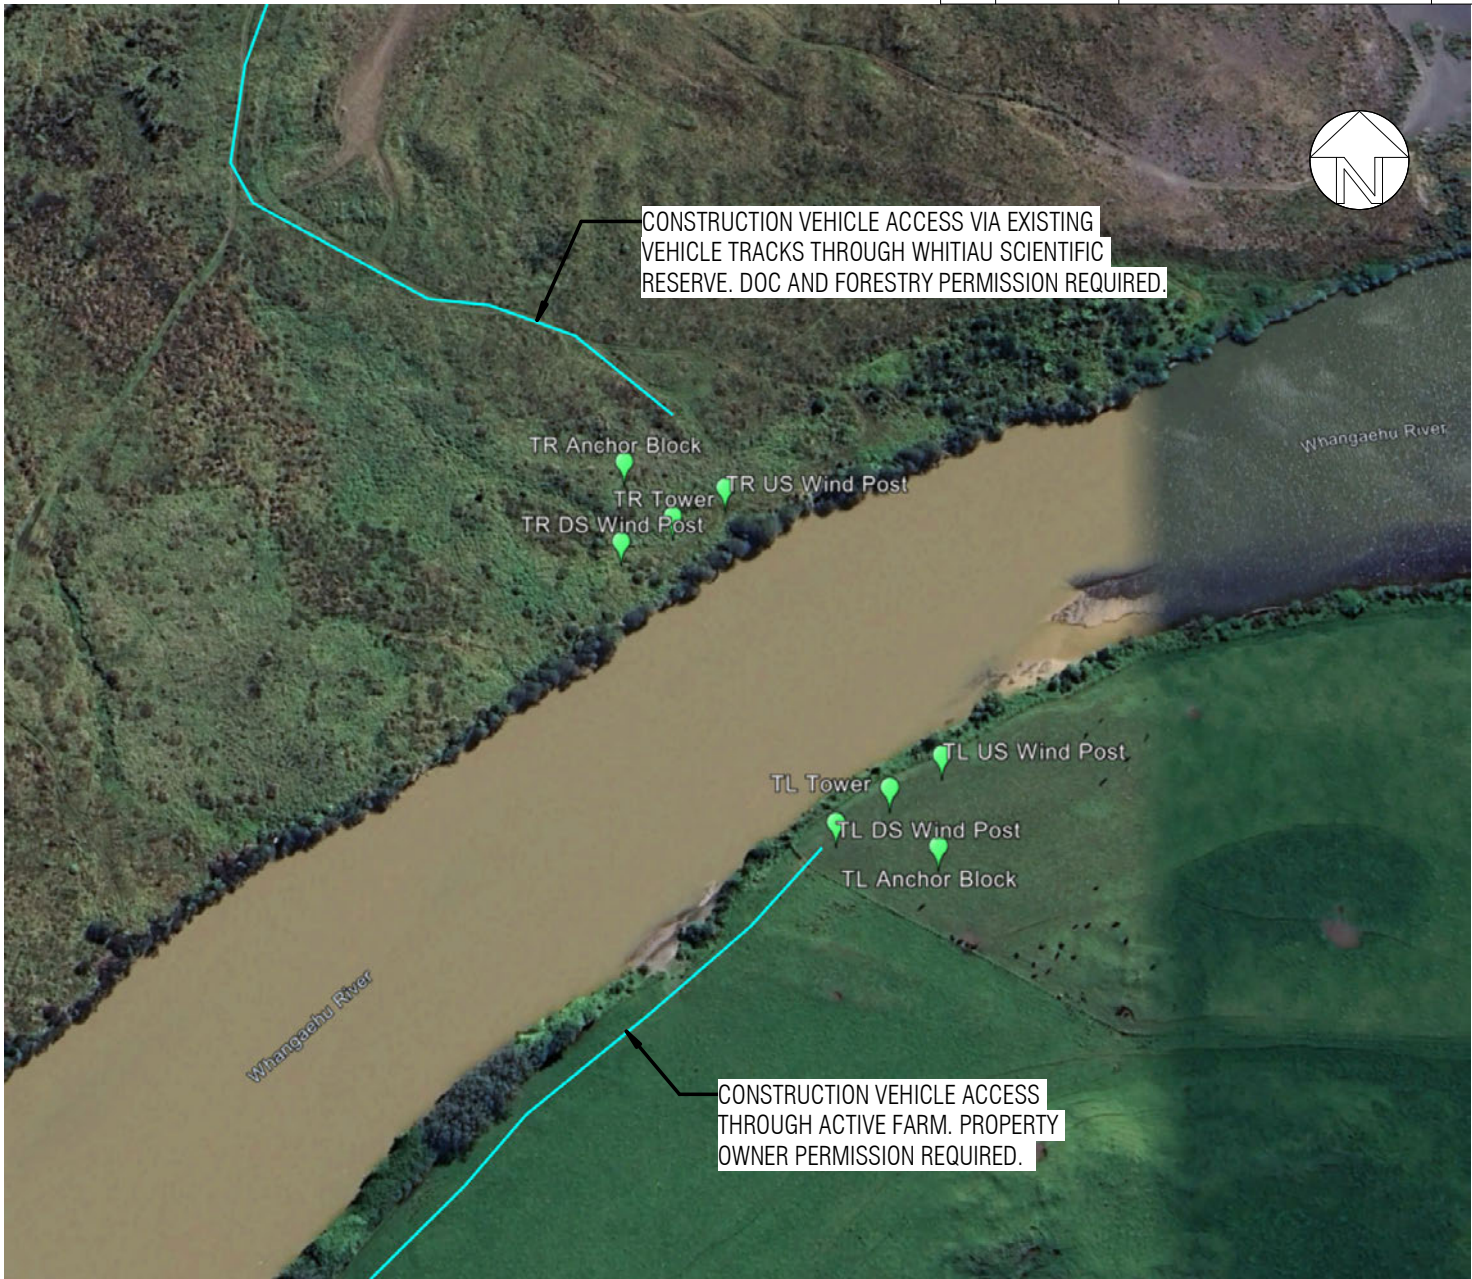 N
CONSTRUCTION VEHICLE ACCESS VIA EXISTING
VEHICLE TRACKS THROUGH WHITIAU SCIENTIFIC
RESERVE. DOC AND FORESTRY PERMISSION REQUIRED.
Whangaehu River
TR Anchor Block
TR US Wind Post
TR Tower
TR DS Wind Post
TL US Wind Post
TL Tower
TL DS Wind Post
TL Anchor Block
Whangaehu River
CONSTRUCTION VEHICLE ACCESS
THROUGH ACTIVE FARM. PROPERTY
OWNER PERMISSION REQUIRED.